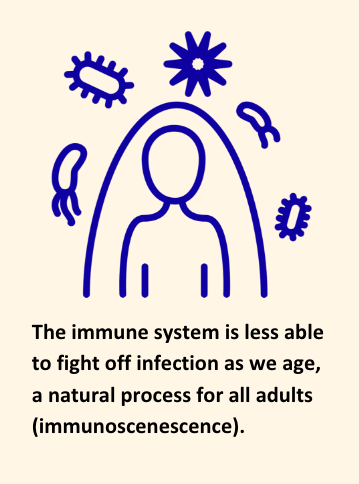 The immune system is less able
to fight off infection as we age,
a natural process for all adults
(immunoscenescence).